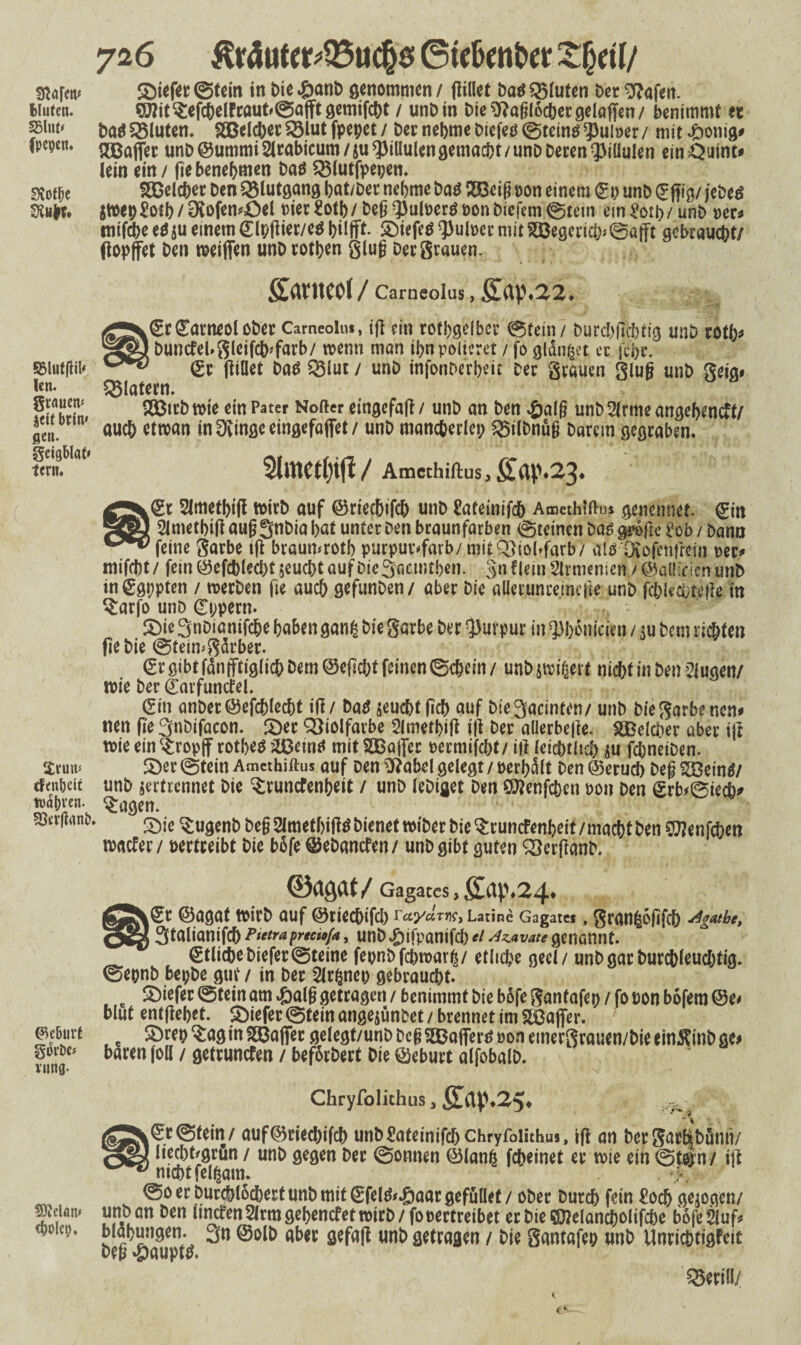 726 Kräuter-Buchs Siebender Theil/
Nasen-
bluten.
Blut-
speyen.
Rothe
Ruhr.
Dieser Stein in die Hand genommen / stillet das Bluten der Nasen.
Mit Teschelkraut-Safft gemischt / und in die Naßlöcher gelassen / benimmt er
das Bluten. Welcher Blut speyet / der nehme dieses Steins Pulver / mit Honig-
Wasser und Gummi Arabicum / zu Pillulen gemacht / und deren Pillulen ein Quint-
lein ein / sie benehmen das Blutspeyen.
Welcher den Blutgang hat/der nehme das Weiß von einem Ey und Essig/ jedes
zwey Loth / Rosen-Oel vier Loth / deß Pulvers von diesem Stein ein Loth / und ver-
mische es zu einem Clystier/es hilfft. Dieses Pulver mit Wegerich-Safft gebraucht/
stopffet den weissen und rothen Fluß der Frauen.
Carneol / Carneolus, Cap.22.
Blutstil-
len.
Frauen-
zeit brin-
gen.
Feigblat-
tern.
Er Carneol oder Carneolus, ist ein rothgelber Stein / durchsichtig und roth-
dunckel-Fleisch-farb / wenn man ihn polieret / so glänßet er sehr.
Er stillet das Blut / und insonderheit der Frauen Fluß und Feig-
Blatern.
Wird wie ein Pater Noster eingefast / und an den Halß und Arme angehenckt/
auch etwan in Ringe eingefasset / und mancherley Bildnüß darein gegraben.
Amethist / Amethistus, Cap.23.
Er Amethist wird auf Griechisch und Lateinisch Amethistus genennet. Ein
Amethist auß India hat unter den braunfarben Steinen das größte Lob / dann
seine Farbe ist braun-roth purpur-farb / mit Viol-farb / als Rosenfrein ver-
mischt / sein Geschlecht zeucht auf die Jacinthen. In klein Armenien / Gallicien und
in Egypten / werden sie auch gefunden / aber die allerunreineste und schlechteste in
Tarso und Cypern.
Die Indianische haben gantz die Farbe der Purpur in Phönicien / zu dem richten
sie die Stein-Färber.
Er gibt sänfftiglich dem Gesicht seinen Schein / und zwitzert nicht in den Augen/
wie der Carfunckel.
Ein ander Geschlecht ist / das zeucht sich auf die Jacinten / und die Farbe nen-
nen sie Indifacon. Der Violfarbe Amethist ist der allerbeste. Welcher aber ist
wie ein Tropff rothes Weins mit Wasser vermischt / ist leichtlich zu schneiden.
Trun-
ckenheit
währen.
Verstand.
Der Stein Amethistus auf den Nabel gelegt / verhält den Geruch deß Weins/
und zertrennet die Trunckenheit / und lediget den Menschen von den Erb-Siech-
Tagen.
Die Tugend deß Amethists dienet wider die Trunckenheit / macht den Menschen
wacker / vertreibt die böse Gedancken / und gibt guten Verstand.
Gagat / Gagates, Cap.24.
Er Gagat wird auf Griechisch Γαγάτης, Latinè Gagates, Frantzösisch Agathe,
Italianisch Pietra preciosa, und Hispanisch el Azavate genannt.
Etliche dieser Steine seynd schwartz / etliche geel / und gar durchleuchtig.
Seynd beyde gut / in der Artzney gebraucht.
Dieser Stein am Halß getragen / benimmt die böse Fantasey / so von bösem Ge-
blüt entstehet. Dieser Stein angezündet / brennet im Wasser.
Geburt
Förde-
rung.
Drey Tag in Wasser gelegt/und deß Wassers von einer Frauen/die ein Kind ge-
bären soll / getruncken / befördert die Geburt alsobald.
Chrysolithus, Cap.25.
Er Stein / auf Griechisch und Lateinisch Chrysolithus, ist an der Farb dünn/
liecht-grün / und gegen der Sonnen Glantz scheinet er wie ein Stern / ist
nicht seltzam.
Melan-
choley.
So er durchlöchert und mit Esels-Haar gefüllet / oder durch sein Loch gezogen/
und an den lincken Arm gehencket wird / so vertreibet er die Melancholische böse Auf-
blähungen. In Gold aber gefast und getragen / die Fantasey und Unrichtigkeit
deß Haupts.
Berill/